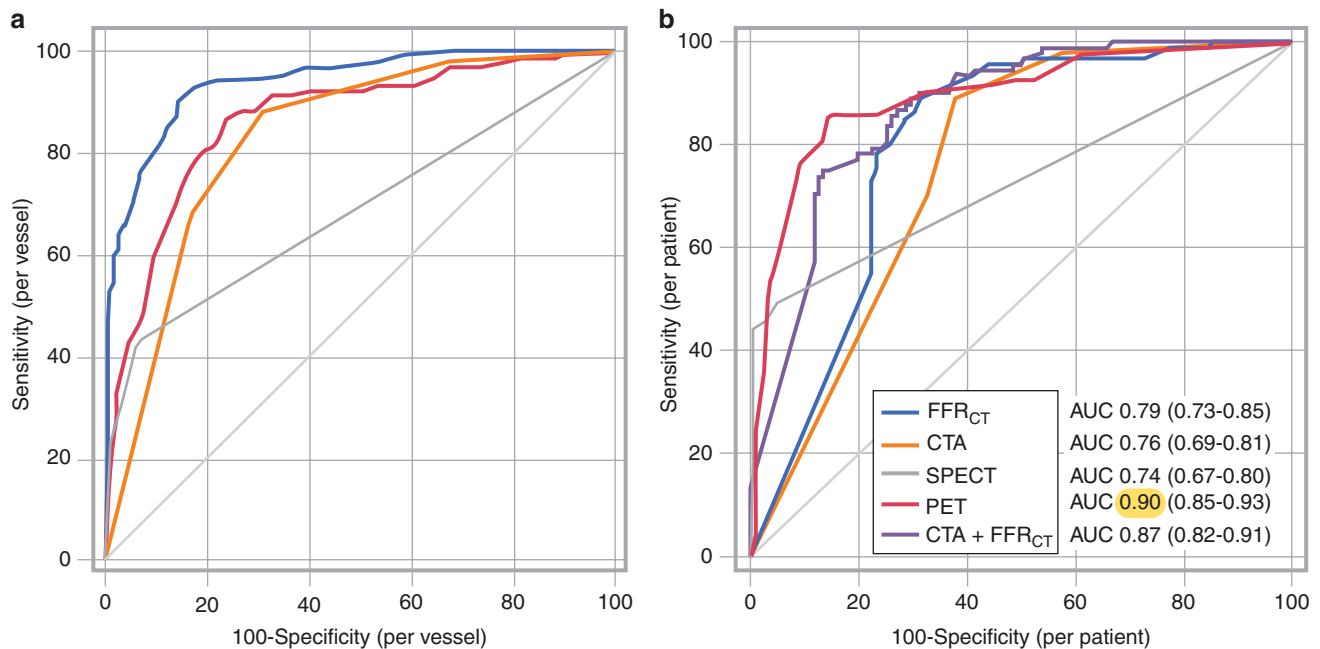 a
Sensitivity (per vessel)
100
80
60
40
20
0
0 20 40 60 80 100
100-Specificity (per vessel)
b
Sensitivity (per patient)
100
80
60
40
20
0
0 20 40 60 80 100
100-Specificity (per patient)
FFRCT AUC 0.79 (0.73-0.85)
CTA AUC 0.76 (0.69-0.81)
SPECT AUC 0.74 (0.67-0.80)
PET AUC 0.90 (0.85-0.93)
CTA + FFRCT AUC 0.87 (0.82-0.91)